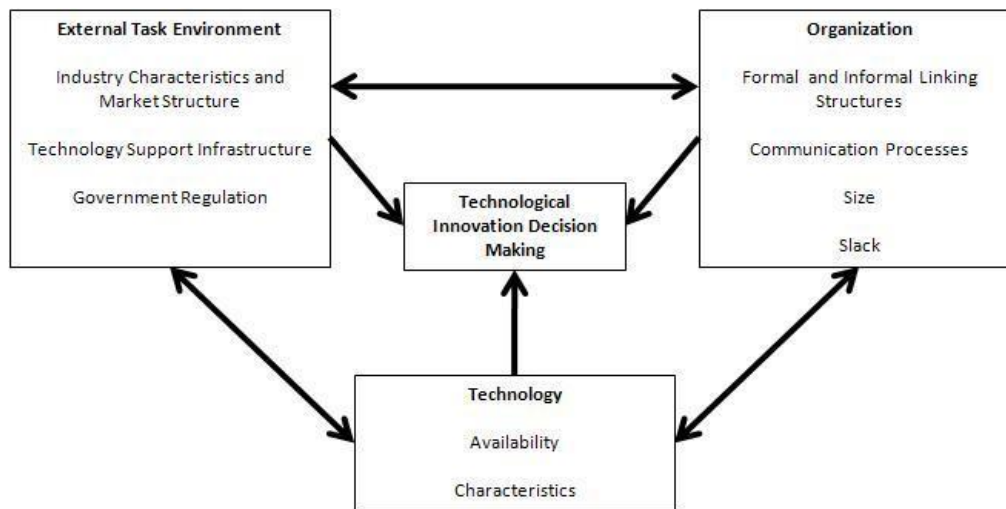 External Task Environment
Industry Characteristics and
Market Structure
Technology Support Infrastructure
Government Regulation
Organization
Formal and Informal Linking
Structures
Communication Processes
Size
Slack
Technological
Innovation Decision
Making
Technology
Availability
Characteristics